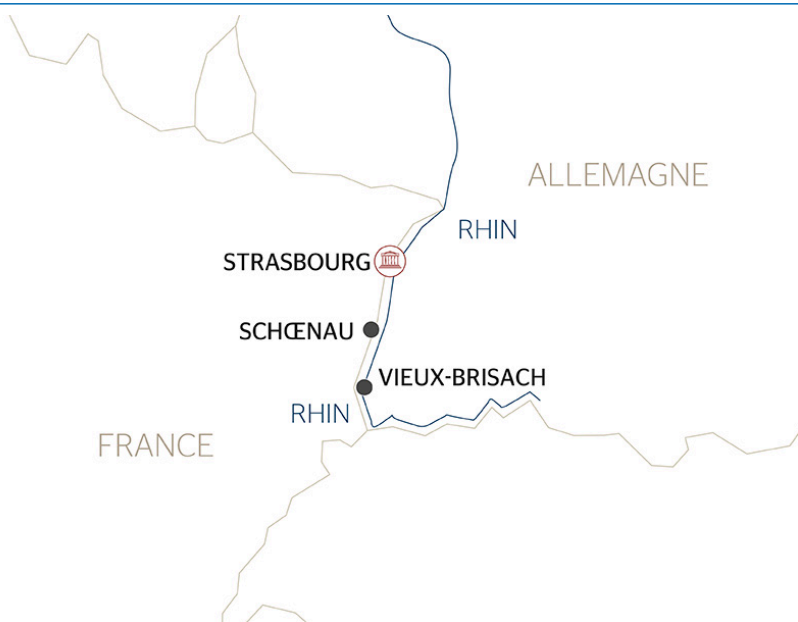 ALLEMAGNE
RHIN
STRASBOURG
SCHŒNAU
VIEUX-BRISACH
RHIN
FRANCE